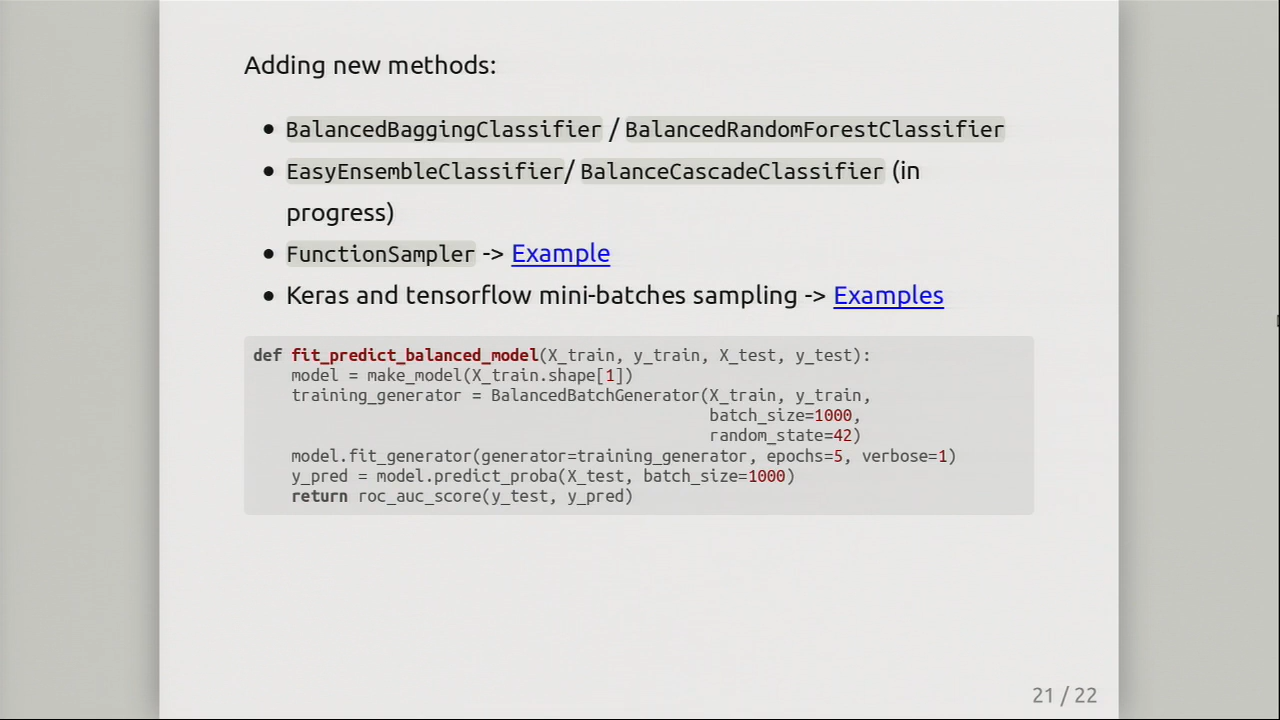 Adding new methods:
BalancedBaggingClassifier / BalancedRandomForestClassifier
EasyEnsembleClassifier/ BalanceCascadeClassifier (in
progress)
FunctionSampler -> Example
Keras and tensorflow mini-batches sampling -> Examples
def fit_predict_balanced_model(X_train, y_train, X_test, y_test):
    model = make_model(X_train.shape[1])
    training_generator = BalancedBatchGenerator(X_train, y_train,
                                                batch_size=1000,
                                                random_state=42)
    model.fit_generator(generator=training_generator, epochs=5, verbose=1)
    y_pred = model.predict_proba(X_test, batch_size=1000)
    return roc_auc_score(y_test, y_pred)
21 / 22